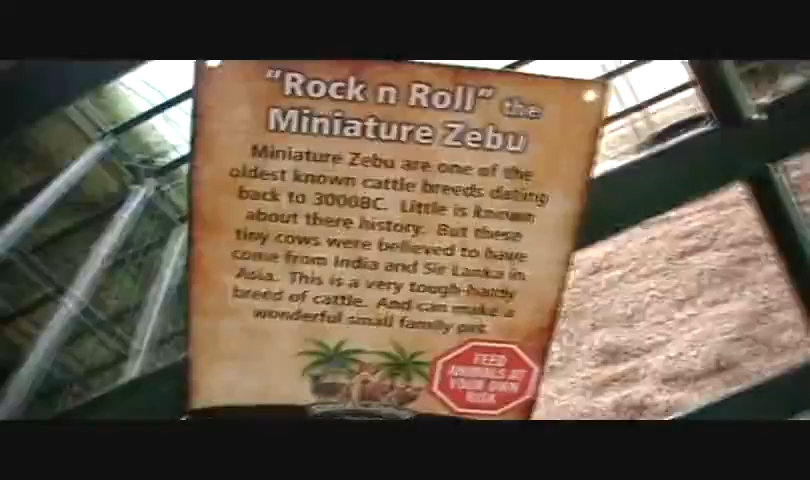 "Rock n Roll" the
Miniature Zebu
Miniature Zebu are one of the
oldest known cattle breeds dating
back to 3000BC. Little is known
about there history. But these
tiny cows were believed to have
come from India and Sir Lanka in
Asia. This is a very tough-hardy
breed of cattle. And can make a
wonderful small family pet.
FEED
ANIMALS AT
YOUR OWN
RISK